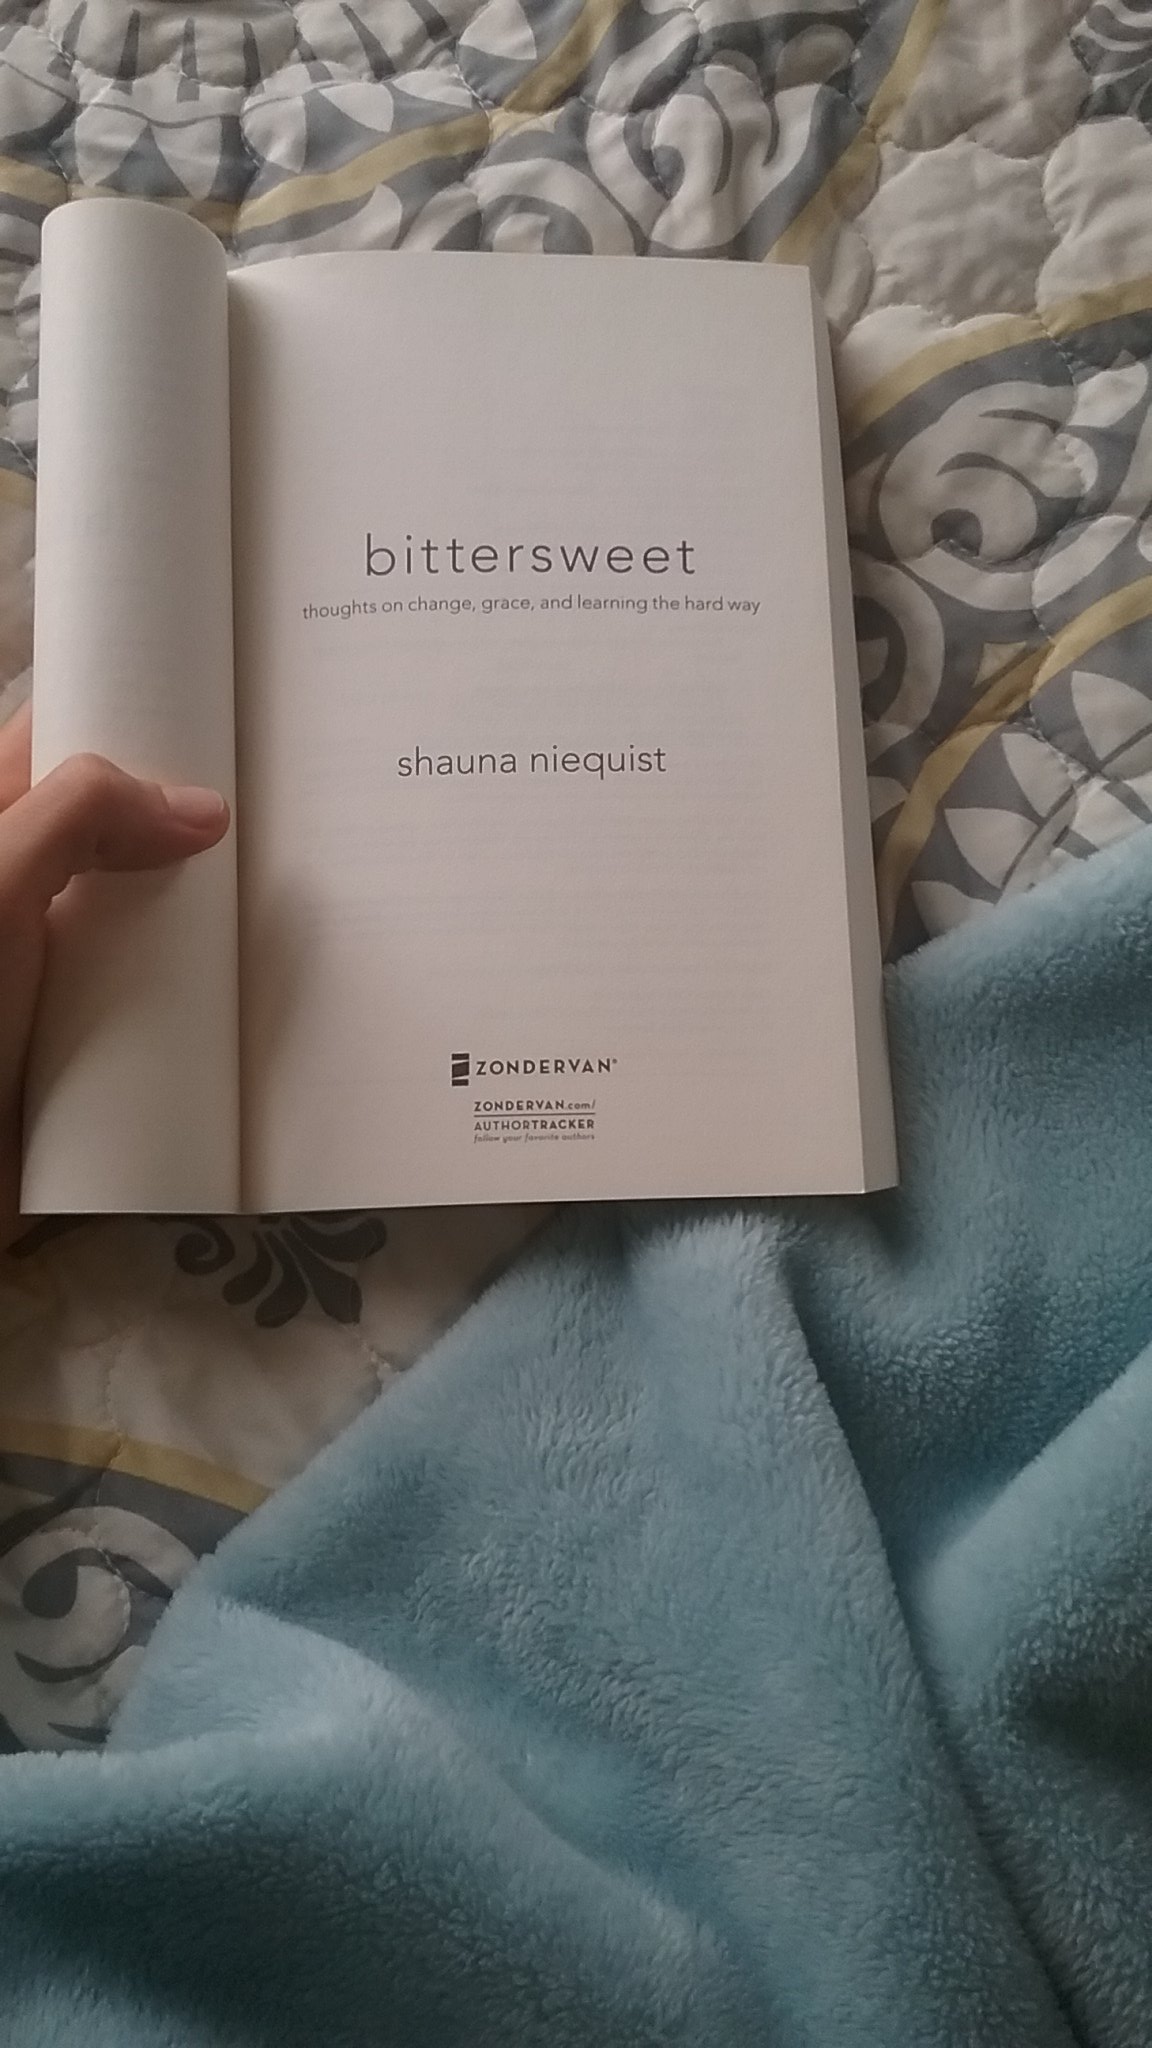 bittersweet
thoughts on change, grace, and learning the hard way
shauna niequist
ZONDERVAN®
ZONDERVAN.com/
AUTHORTRACKER
follow your favorite authors